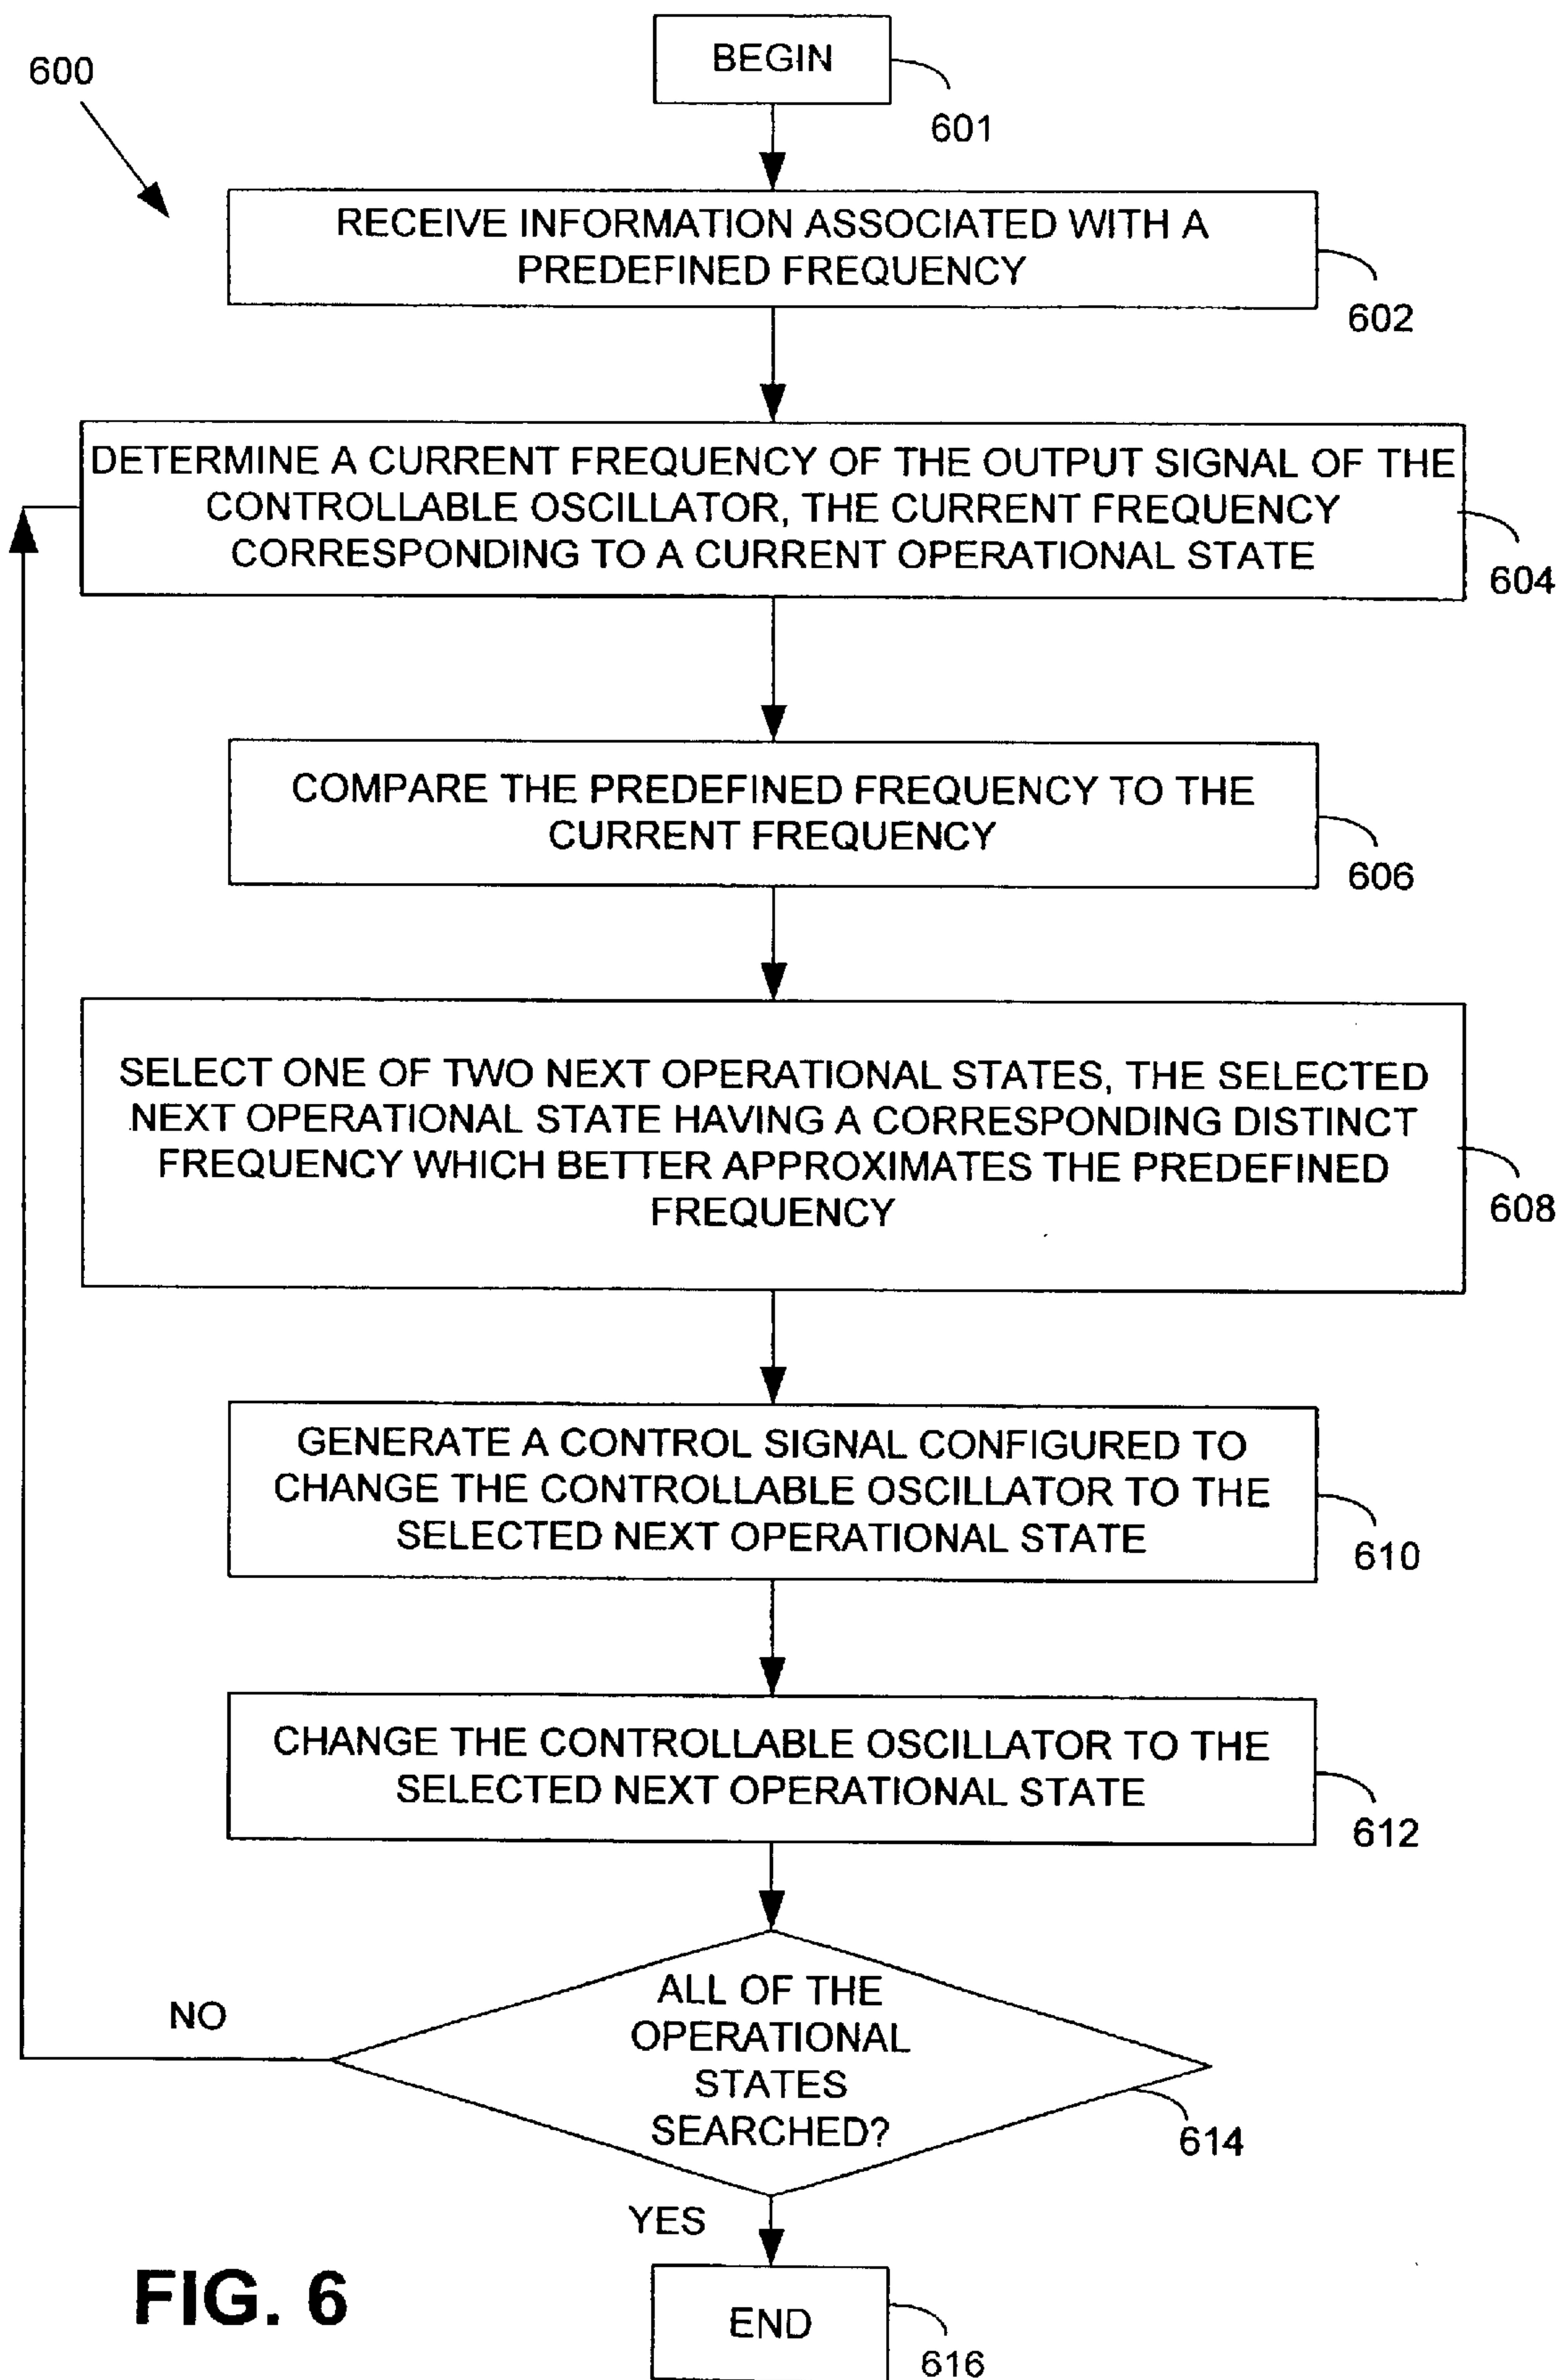 BEGIN
600
601
RECEIVE INFORMATION ASSOCIATED WITH A
PREDEFINED FREQUENCY
602
DETERMINE A CURRENT FREQUENCY OF THE OUTPUT SIGNAL OF THE
CONTROLLABLE OSCILLATOR, THE CURRENT FREQUENCY
CORRESPONDING TO A CURRENT OPERATIONAL STATE
604
COMPARE THE PREDEFINED FREQUENCY TO THE
CURRENT FREQUENCY
606
SELECT ONE OF TWO NEXT OPERATIONAL STATES, THE SELECTED
NEXT OPERATIONAL STATE HAVING A CORRESPONDING DISTINCT
FREQUENCY WHICH BETTER APPROXIMATES THE PREDEFINED
FREQUENCY
608
GENERATE A CONTROL SIGNAL CONFIGURED TO
CHANGE THE CONTROLLABLE OSCILLATOR TO THE
SELECTED NEXT OPERATIONAL STATE
610
CHANGE THE CONTROLLABLE OSCILLATOR TO THE
SELECTED NEXT OPERATIONAL STATE
612
ALL OF THE
OPERATIONAL
STATES
SEARCHED?
NO
614
YES
FIG. 6
END
616